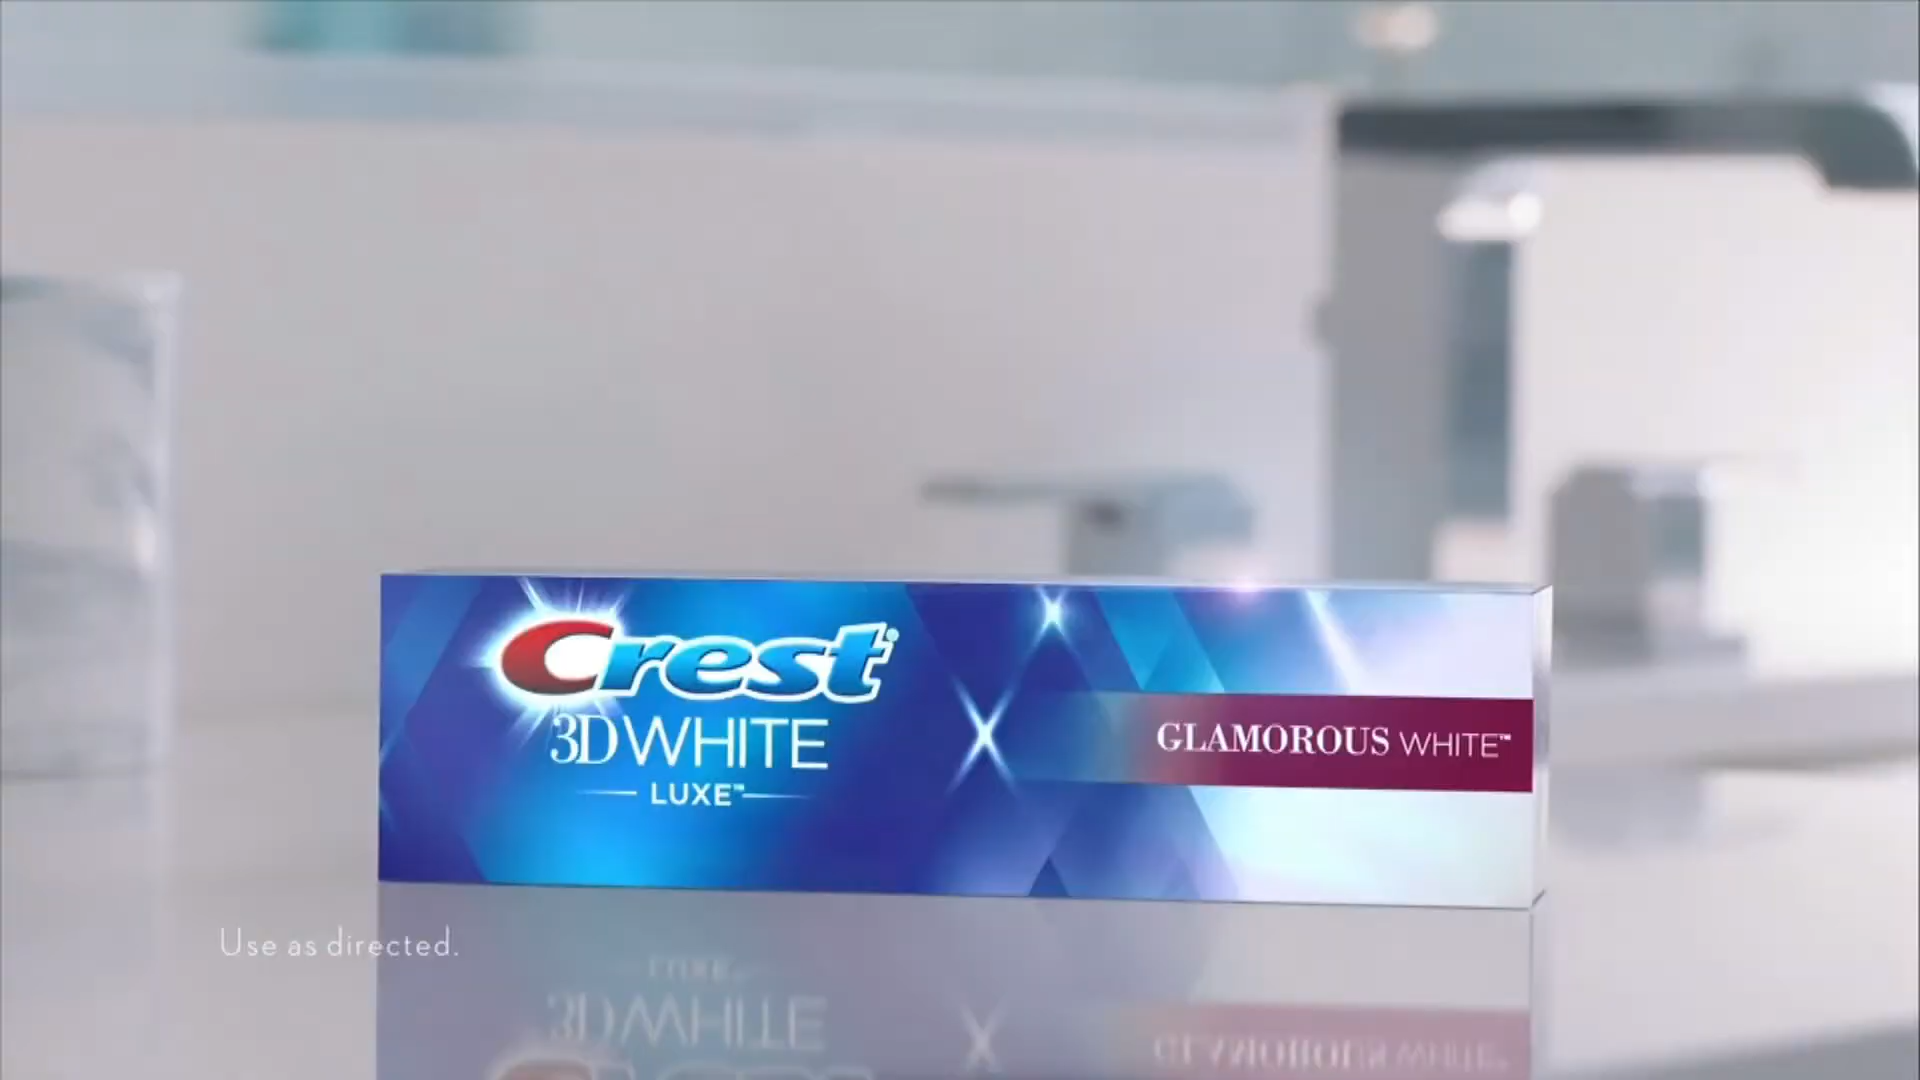 Crest®
3D WHITE
LUXE™
GLAMOROUS WHITE™
Use as directed.